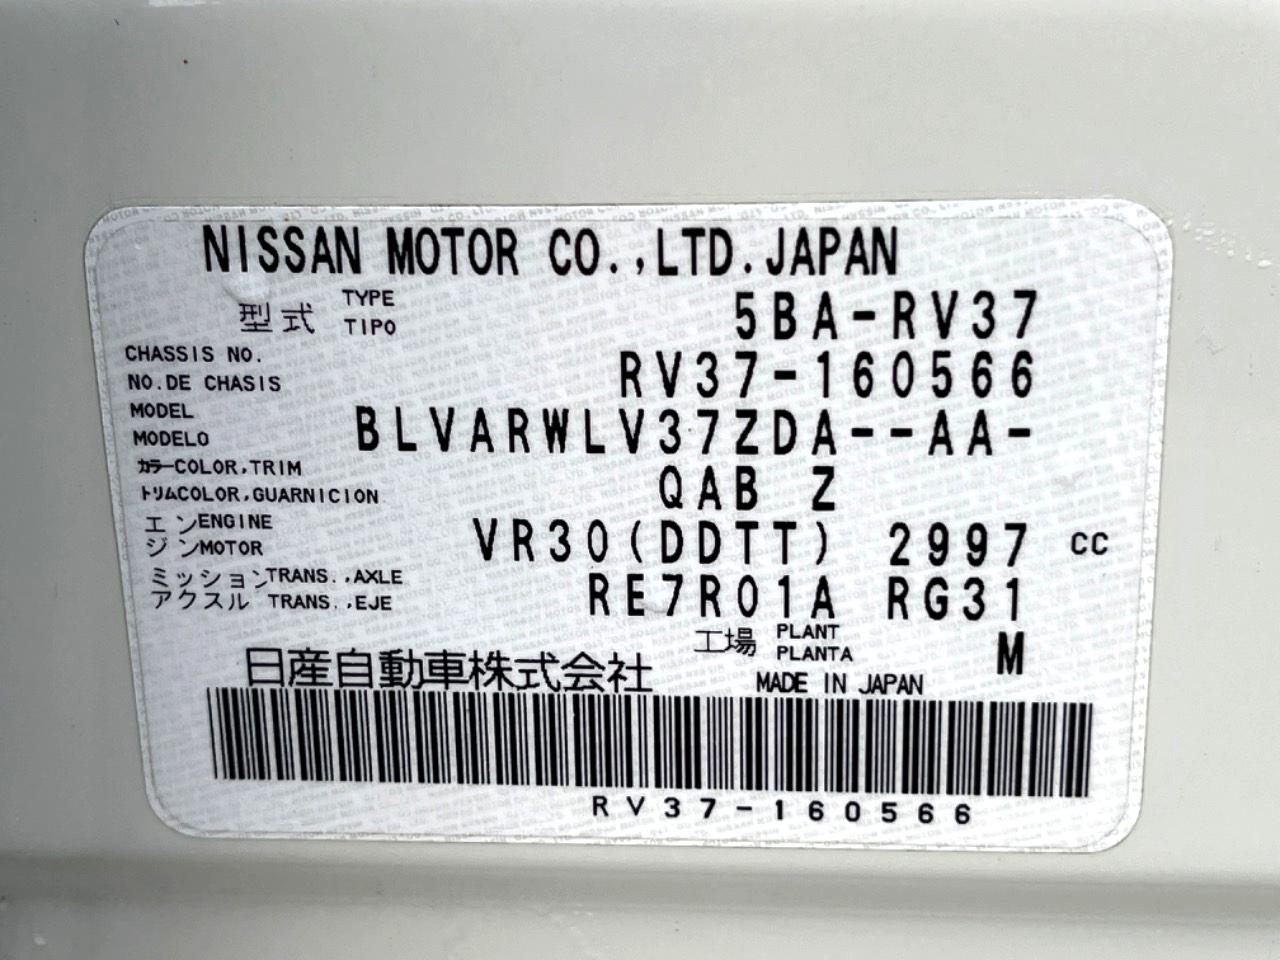 NISSAN MOTOR CO.,LTD.JAPAN
型式 TYPE TIPO 5BA-RV37
CHASSIS NO.
NO.DE CHASIS RV37-160566
MODEL
MODELO BLVARWLV37ZDA--AA-
カラーCOLOR,TRIM
トリムCOLOR,GUARNICION QAB Z
エンENGINE
ジンMOTOR VR30(DDTT) 2997 CC
ミッションTRANS.,AXLE
アクスル TRANS.,EJE RE7R01A RG31
工場 PLANT PLANTA M
日産自動車株式会社 MADE IN JAPAN
RV37-160566